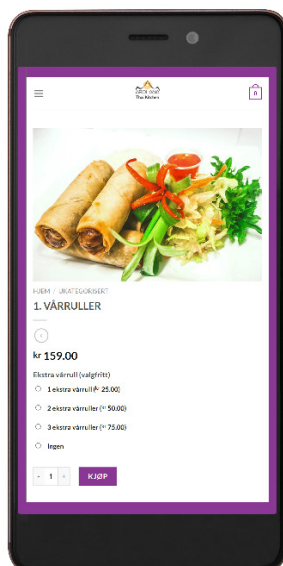 Thai Kitchen
0
HJEM / UKATEGORISERT
1. VÅRRULLER
kr 159.00
Ekstra vårrull (valgfritt)
1 ekstra vårrull (kr 25.00)
2 ekstra vårruller (kr 50.00)
3 ekstra vårruller (kr 75.00)
Ingen
- 1 +
KJØP